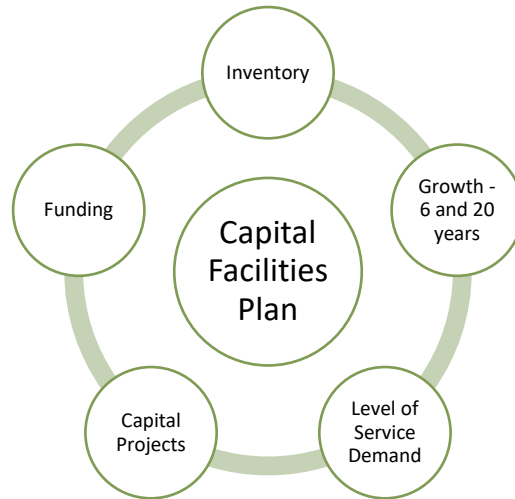 Inventory
Growth -
6 and 20
years
Funding
Capital
Facilities
Plan
Capital
Projects
Level of
Service
Demand